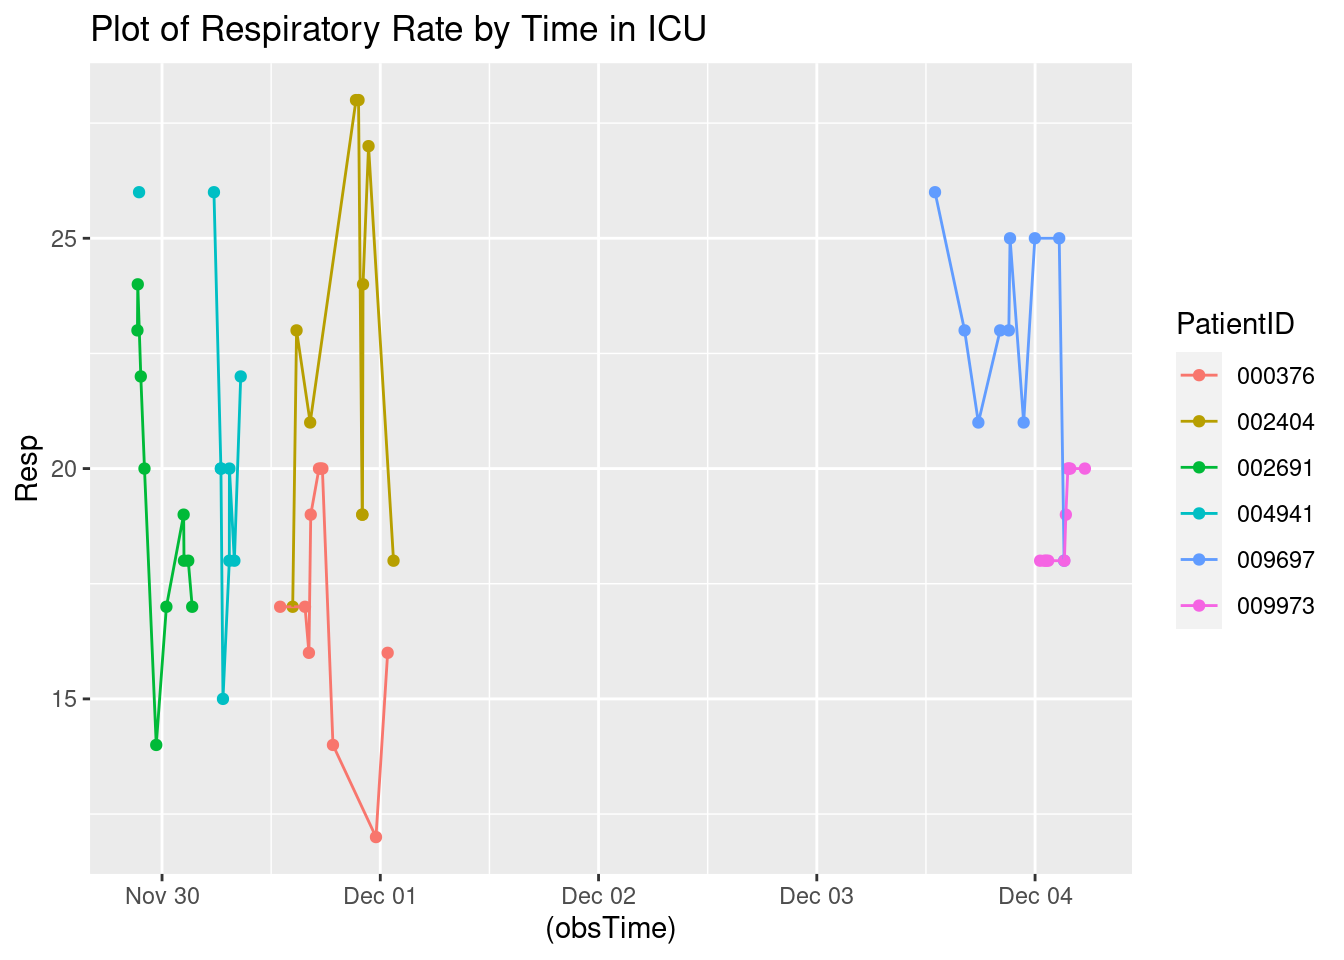 Plot of Respiratory Rate by Time in ICU
Resp
25
20
15
Nov 30
Dec 01
Dec 02
Dec 03
Dec 04
(obsTime)
PatientID
000376
002404
002691
004941
009697
009973